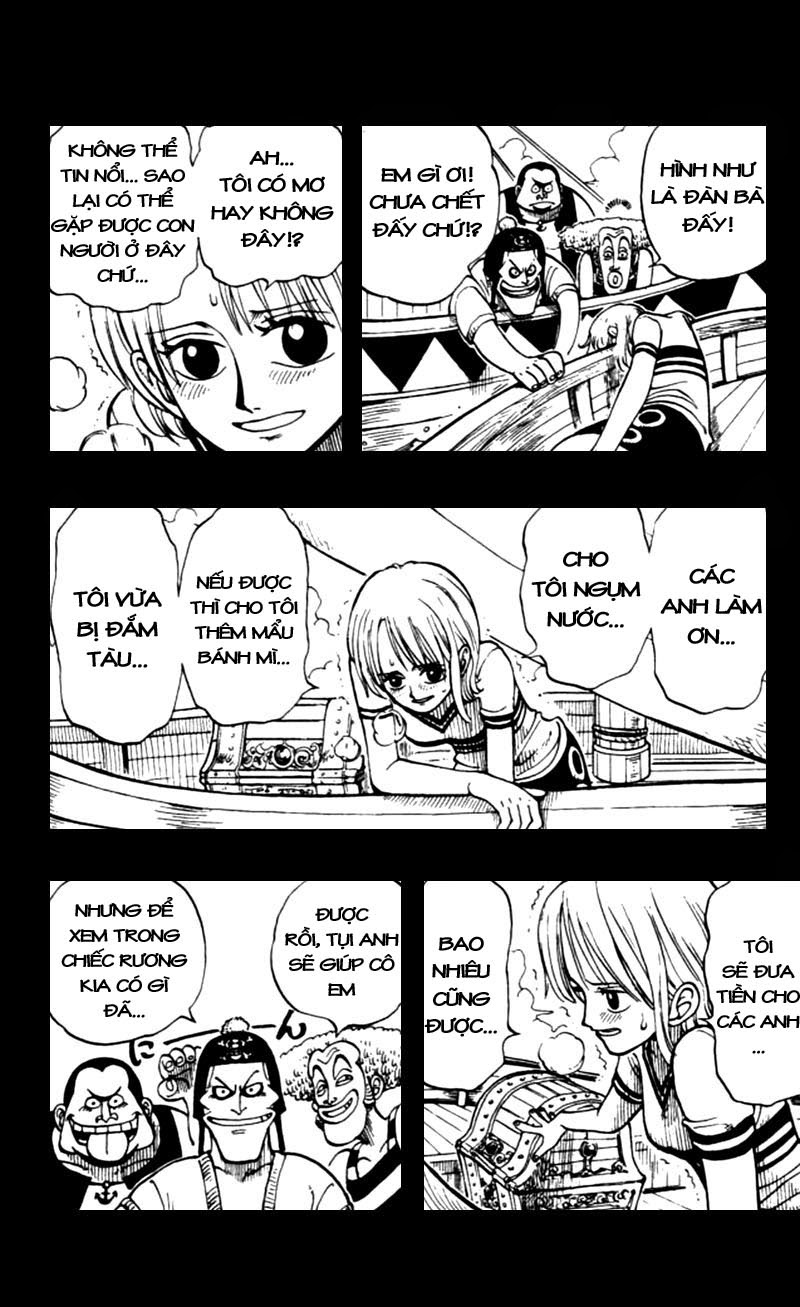 HÌNH NHƯ
LÀ ĐÀN BÀ
ĐẤY!
EM GÌ ƠI!
CHƯA CHẾT
ĐẤY CHỨ!?
AH...
TÔI CÓ MƠ
HAY KHÔNG
ĐÂY!?
KHÔNG THỂ
TIN NỔI... SAO
LẠI CÓ THỂ
GẶP ĐƯỢC CON
NGƯỜI Ở ĐÂY
CHỨ...
CÁC
ANH LÀM
ƠN...
CHO
TÔI NGỤM
NƯỚC...
NẾU ĐƯỢC
THÌ CHO TÔI
THÊM MẨU
BÁNH MÌ...
TÔI VỪA
BỊ ĐẮM
TÀU...
TÔI
SẼ ĐƯA
TIỀN CHO
CÁC ANH
...
BAO
NHIÊU
CŨNG
ĐƯỢC...
ĐƯỢC
RỒI, TỤI ANH
SẼ GIÚP CÔ
EM
NHƯNG ĐỂ
XEM TRONG
CHIẾC RƯƠNG
KIA CÓ GÌ
ĐÃ...
にーん